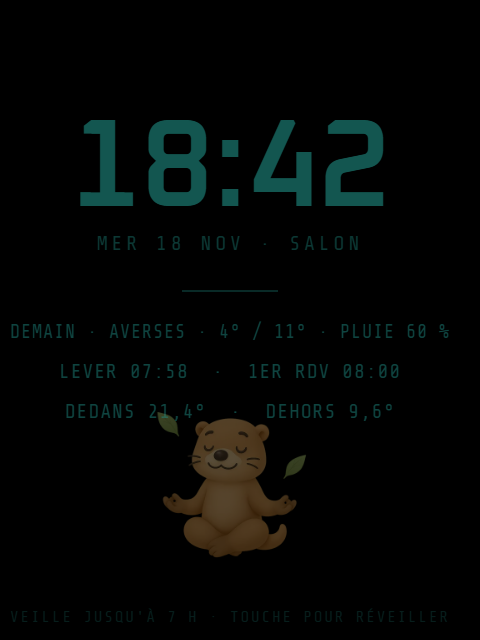 18:42
MER 18 NOV · SALON
DEMAIN · AVERSES · 4° / 11° · PLUIE 60 %
LEVER 07:58 · 1ER RDV 08:00
DEDANS 21,4° · DEHORS 9,6°
VEILLE JUSQU'À 7 H · TOUCHE POUR RÉVEILLER